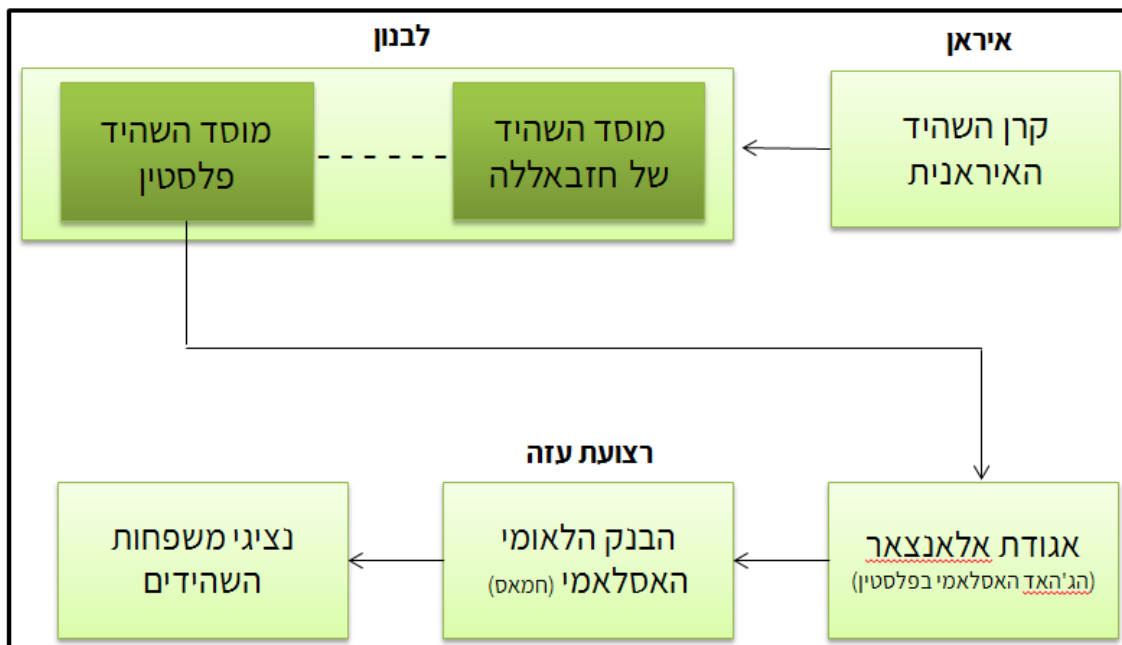 איראן
לבנון
קרן השהיד
האיראנית
מוסד השהיד
של חזבאללה
מוסד השהיד
פלסטין
רצועת עזה
אגודת אלאנצאר
(הג'האד האסלאמי בפלסטין)
הבנק הלאומי
האסלאמי (חמאס)
נציגי משפחות
השהידים